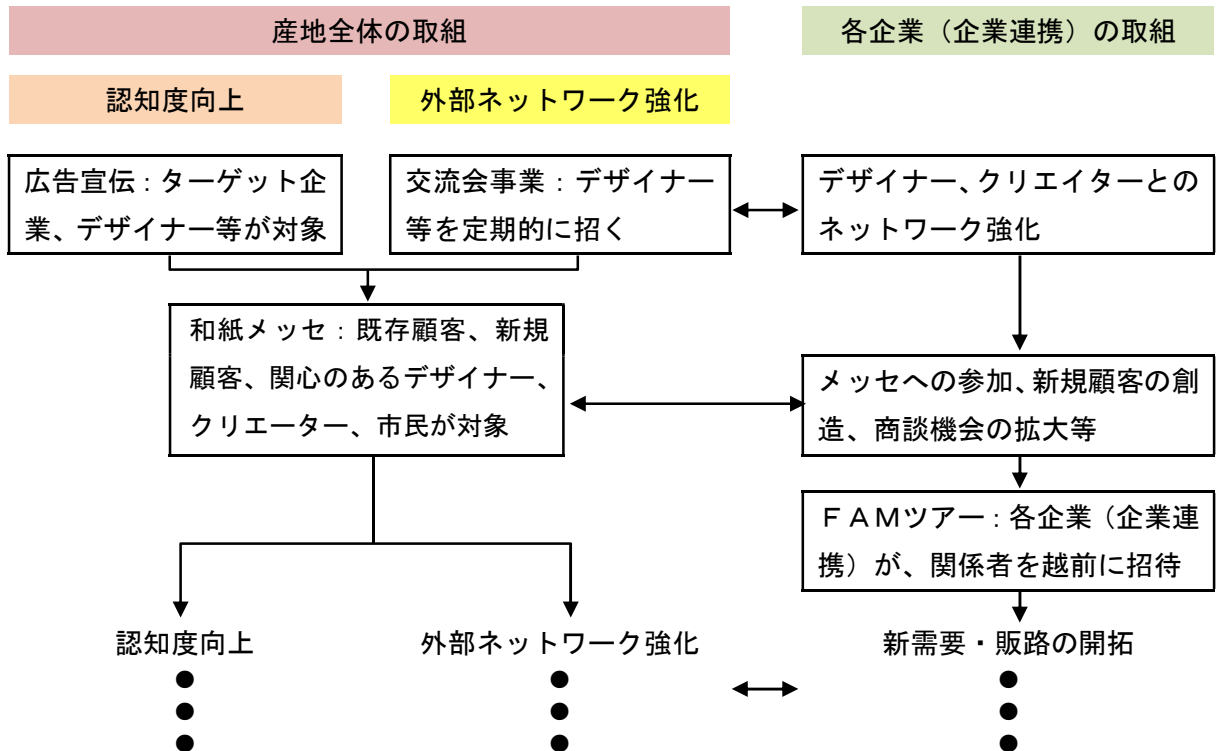 産地全体の取組
各企業（企業連携）の取組
認知度向上
外部ネットワーク強化
広告宣伝：ターゲット企
業、デザイナー等が対象
交流会事業：デザイナー
等を定期的に招く
デザイナー、クリエイターとの
ネットワーク強化
和紙メッセ：既存顧客、新規
顧客、関心のあるデザイナー、
クリエーター、市民が対象
メッセへの参加、新規顧客の創
造、商談機会の拡大等
ＦＡＭツアー：各企業（企業連
携）が、関係者を越前に招待
認知度向上
外部ネットワーク強化
新需要・販路の開拓